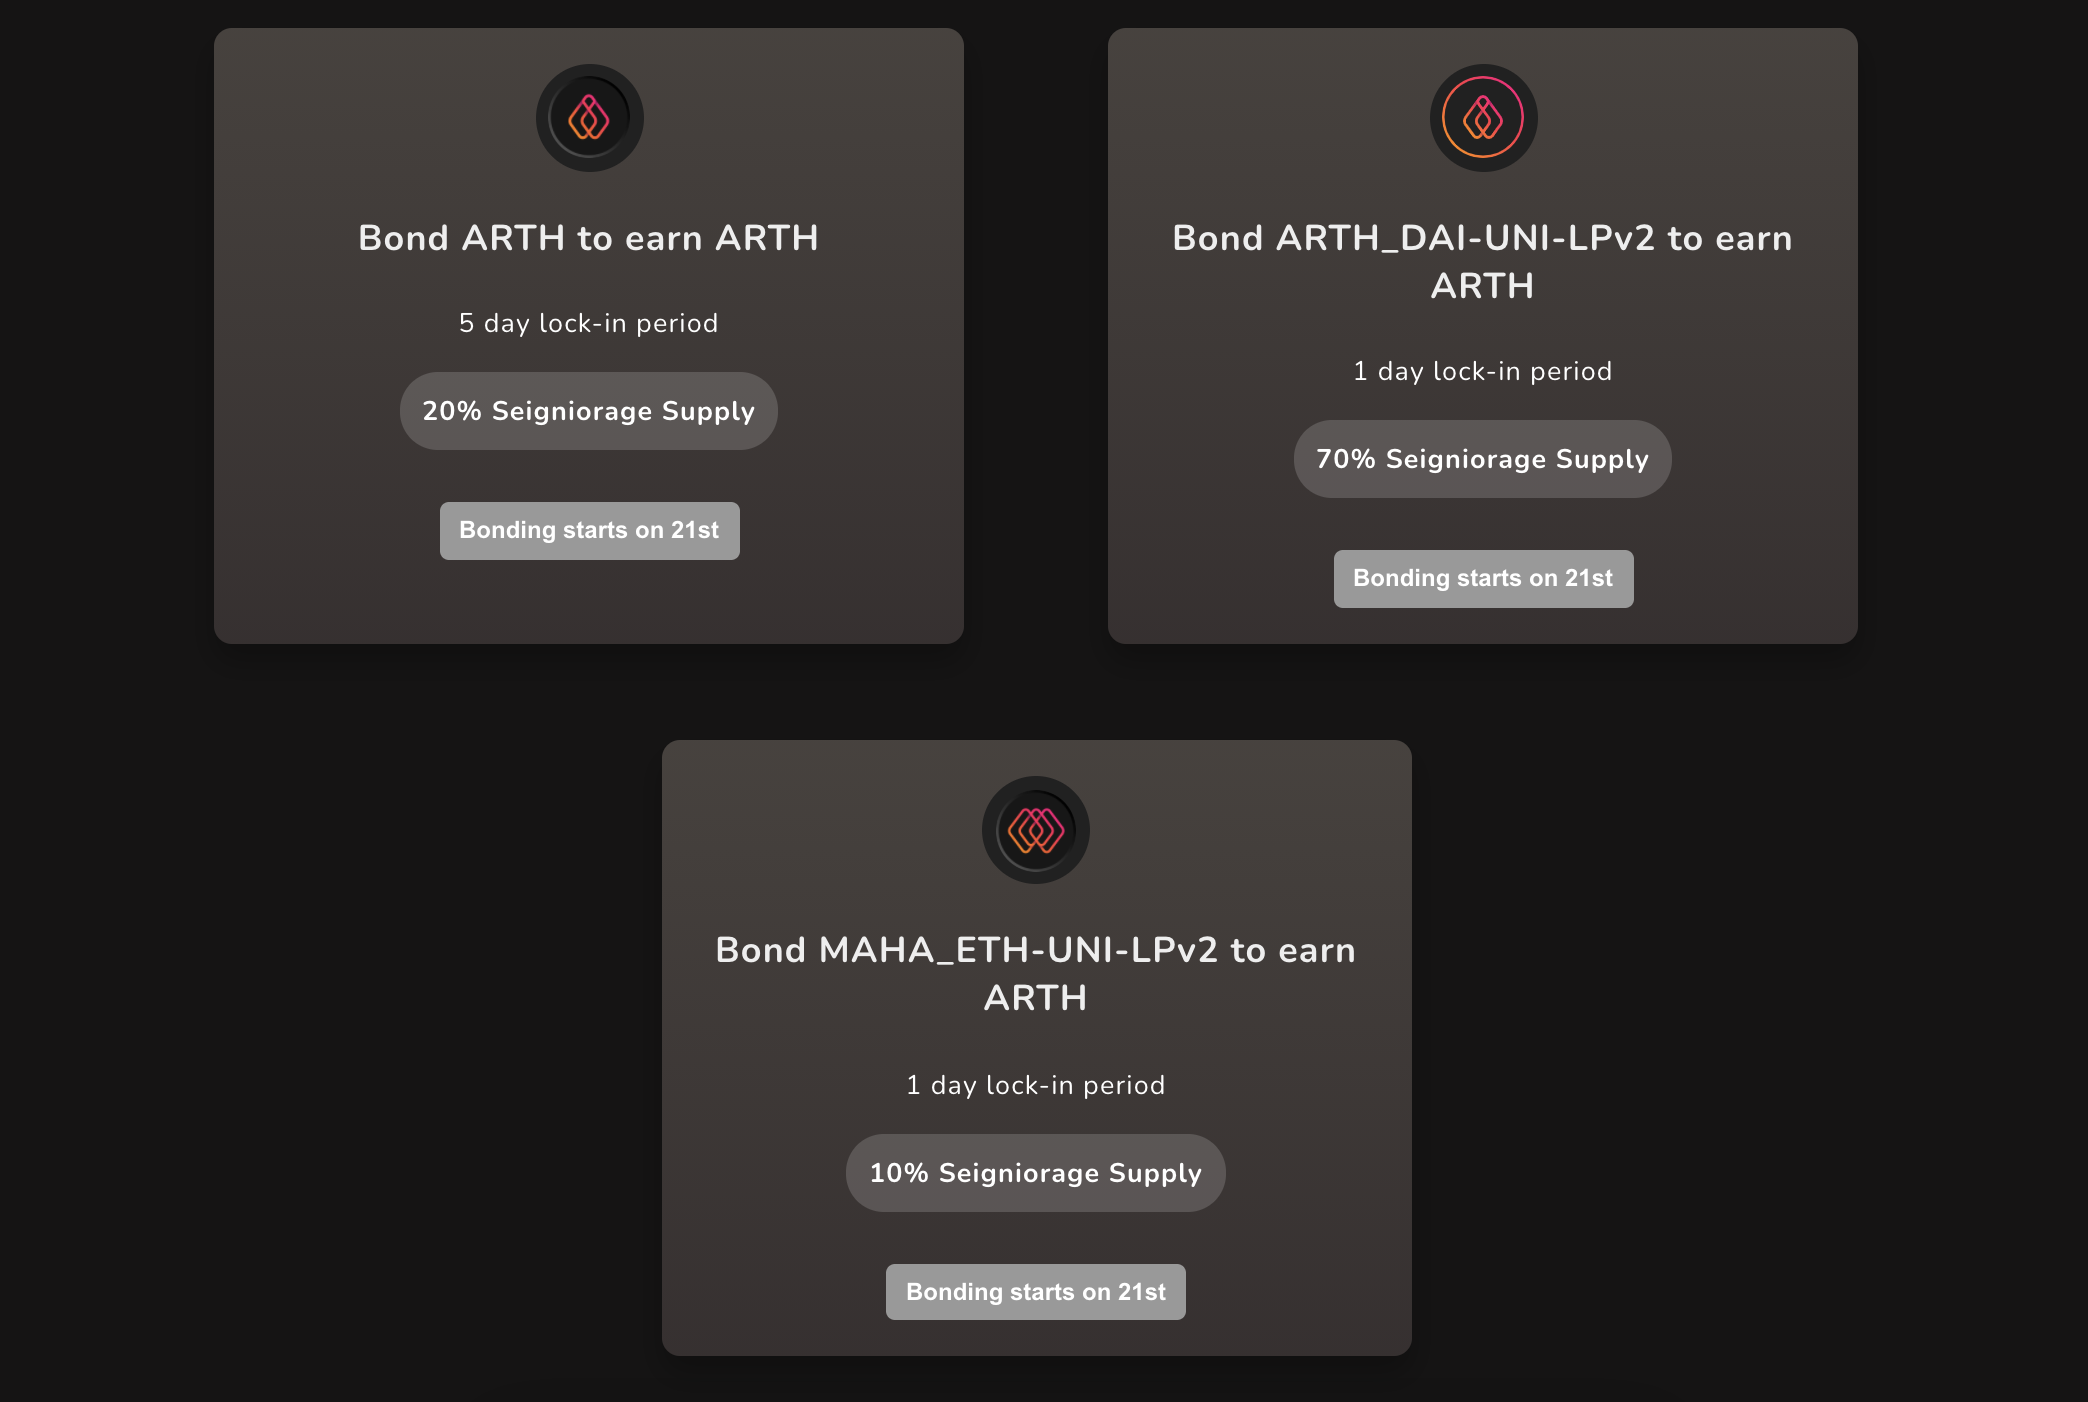 Bond ARTH to earn ARTH
5 day lock-in period
20% Seigniorage Supply
Bonding starts on 21st
Bond ARTH_DAI-UNI-LPv2 to earn
ARTH
1 day lock-in period
70% Seigniorage Supply
Bonding starts on 21st
Bond MAHA_ETH-UNI-LPv2 to earn
ARTH
1 day lock-in period
10% Seigniorage Supply
Bonding starts on 21st